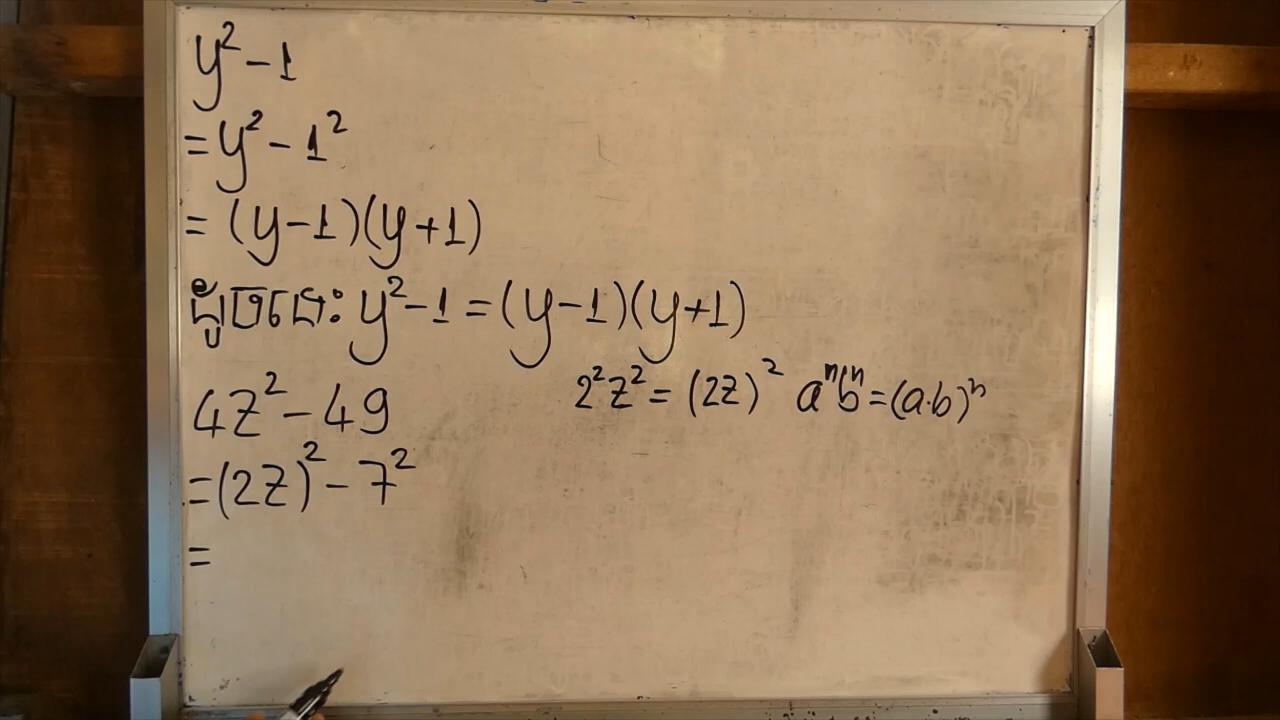 y² - 1
= y² - 1²
= (y - 1)(y + 1)
ដូចនេះ y² - 1 = (y - 1)(y + 1)
4z² - 49
2²z² = (2z)² aⁿbⁿ = (a·b)ⁿ
= (2z)² - 7²
=